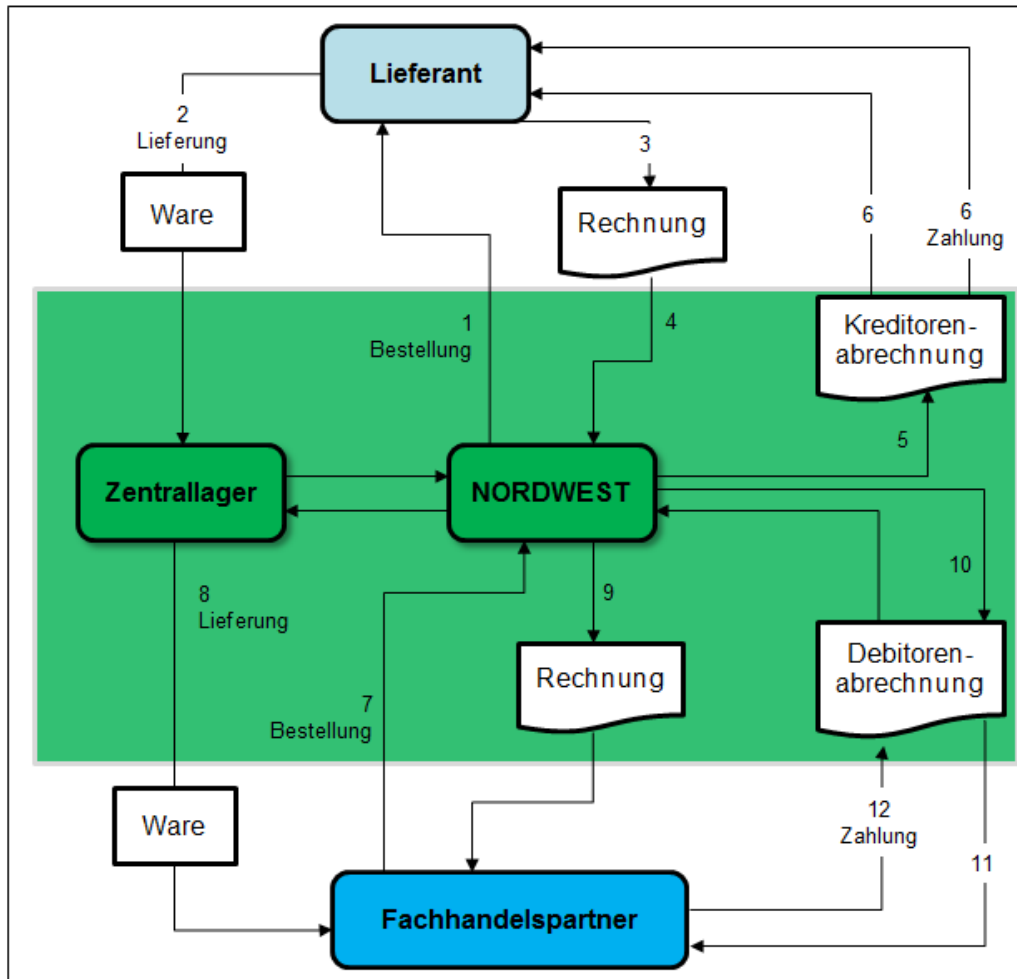 Lieferant
2
Lieferung
3
Ware
Rechnung
6
6
Zahlung
1
Bestellung
4
Kreditoren-
abrechnung
5
Zentrallager
NORDWEST
10
8
Lieferung
9
7
Bestellung
Rechnung
Debitoren-
abrechnung
Ware
12
Zahlung
11
Fachhandelspartner